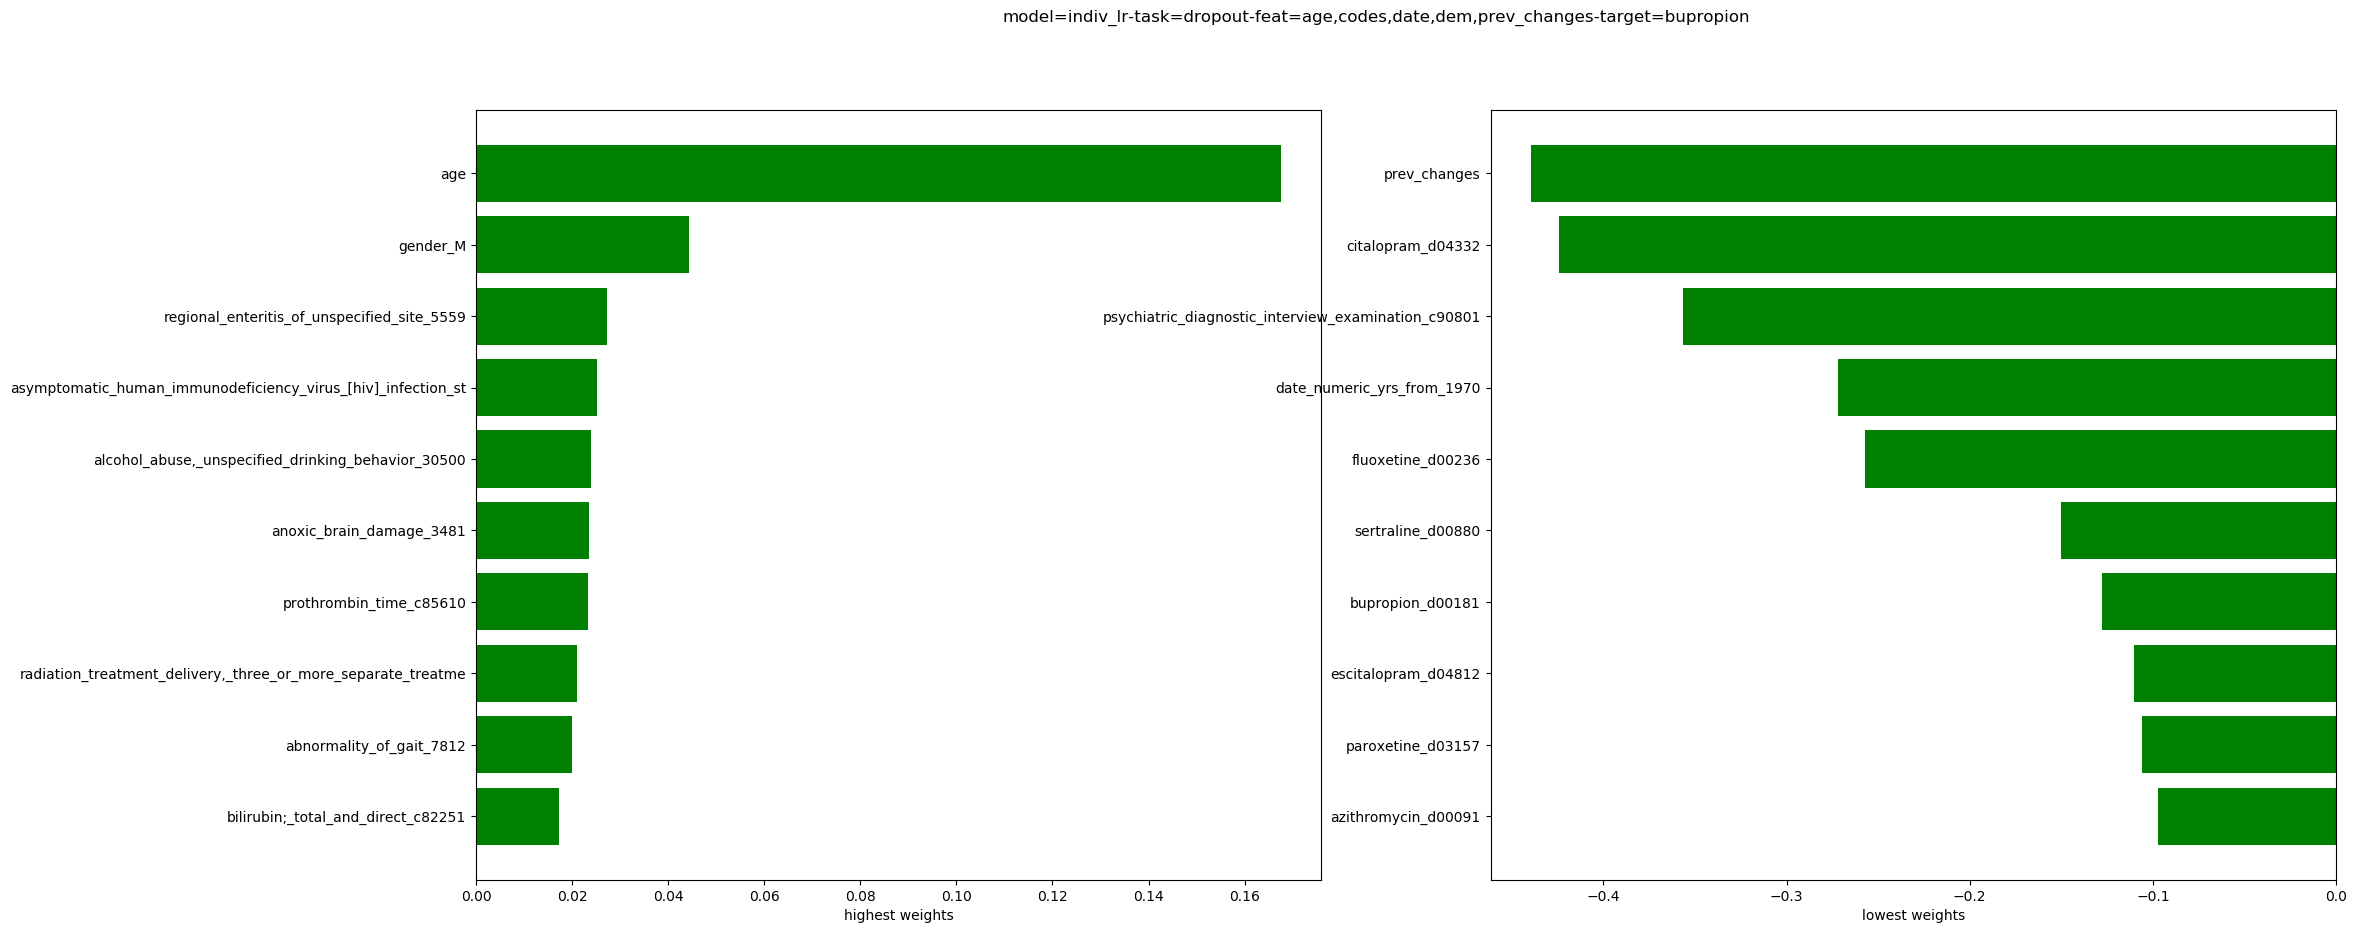 model=indiv_lr-task=dropout-feat=age,codes,date,dem,prev_changes-target=bupropion
age
gender_M
regional_enteritis_of_unspecified_site_5559
asymptomatic_human_immunodeficiency_virus_[hiv]_infection_st
alcohol_abuse,_unspecified_drinking_behavior_30500
anoxic_brain_damage_3481
prothrombin_time_c85610
radiation_treatment_delivery,_three_or_more_separate_treatme
abnormality_of_gait_7812
bilirubin;_total_and_direct_c82251
0.00 0.02 0.04 0.06 0.08 0.10 0.12 0.14 0.16
highest weights
prev_changes
citalopram_d04332
psychiatric_diagnostic_interview_examination_c90801
date_numeric_yrs_from_1970
fluoxetine_d00236
sertraline_d00880
bupropion_d00181
escitalopram_d04812
paroxetine_d03157
azithromycin_d00091
−0.4 −0.3 −0.2 −0.1 0.0
lowest weights